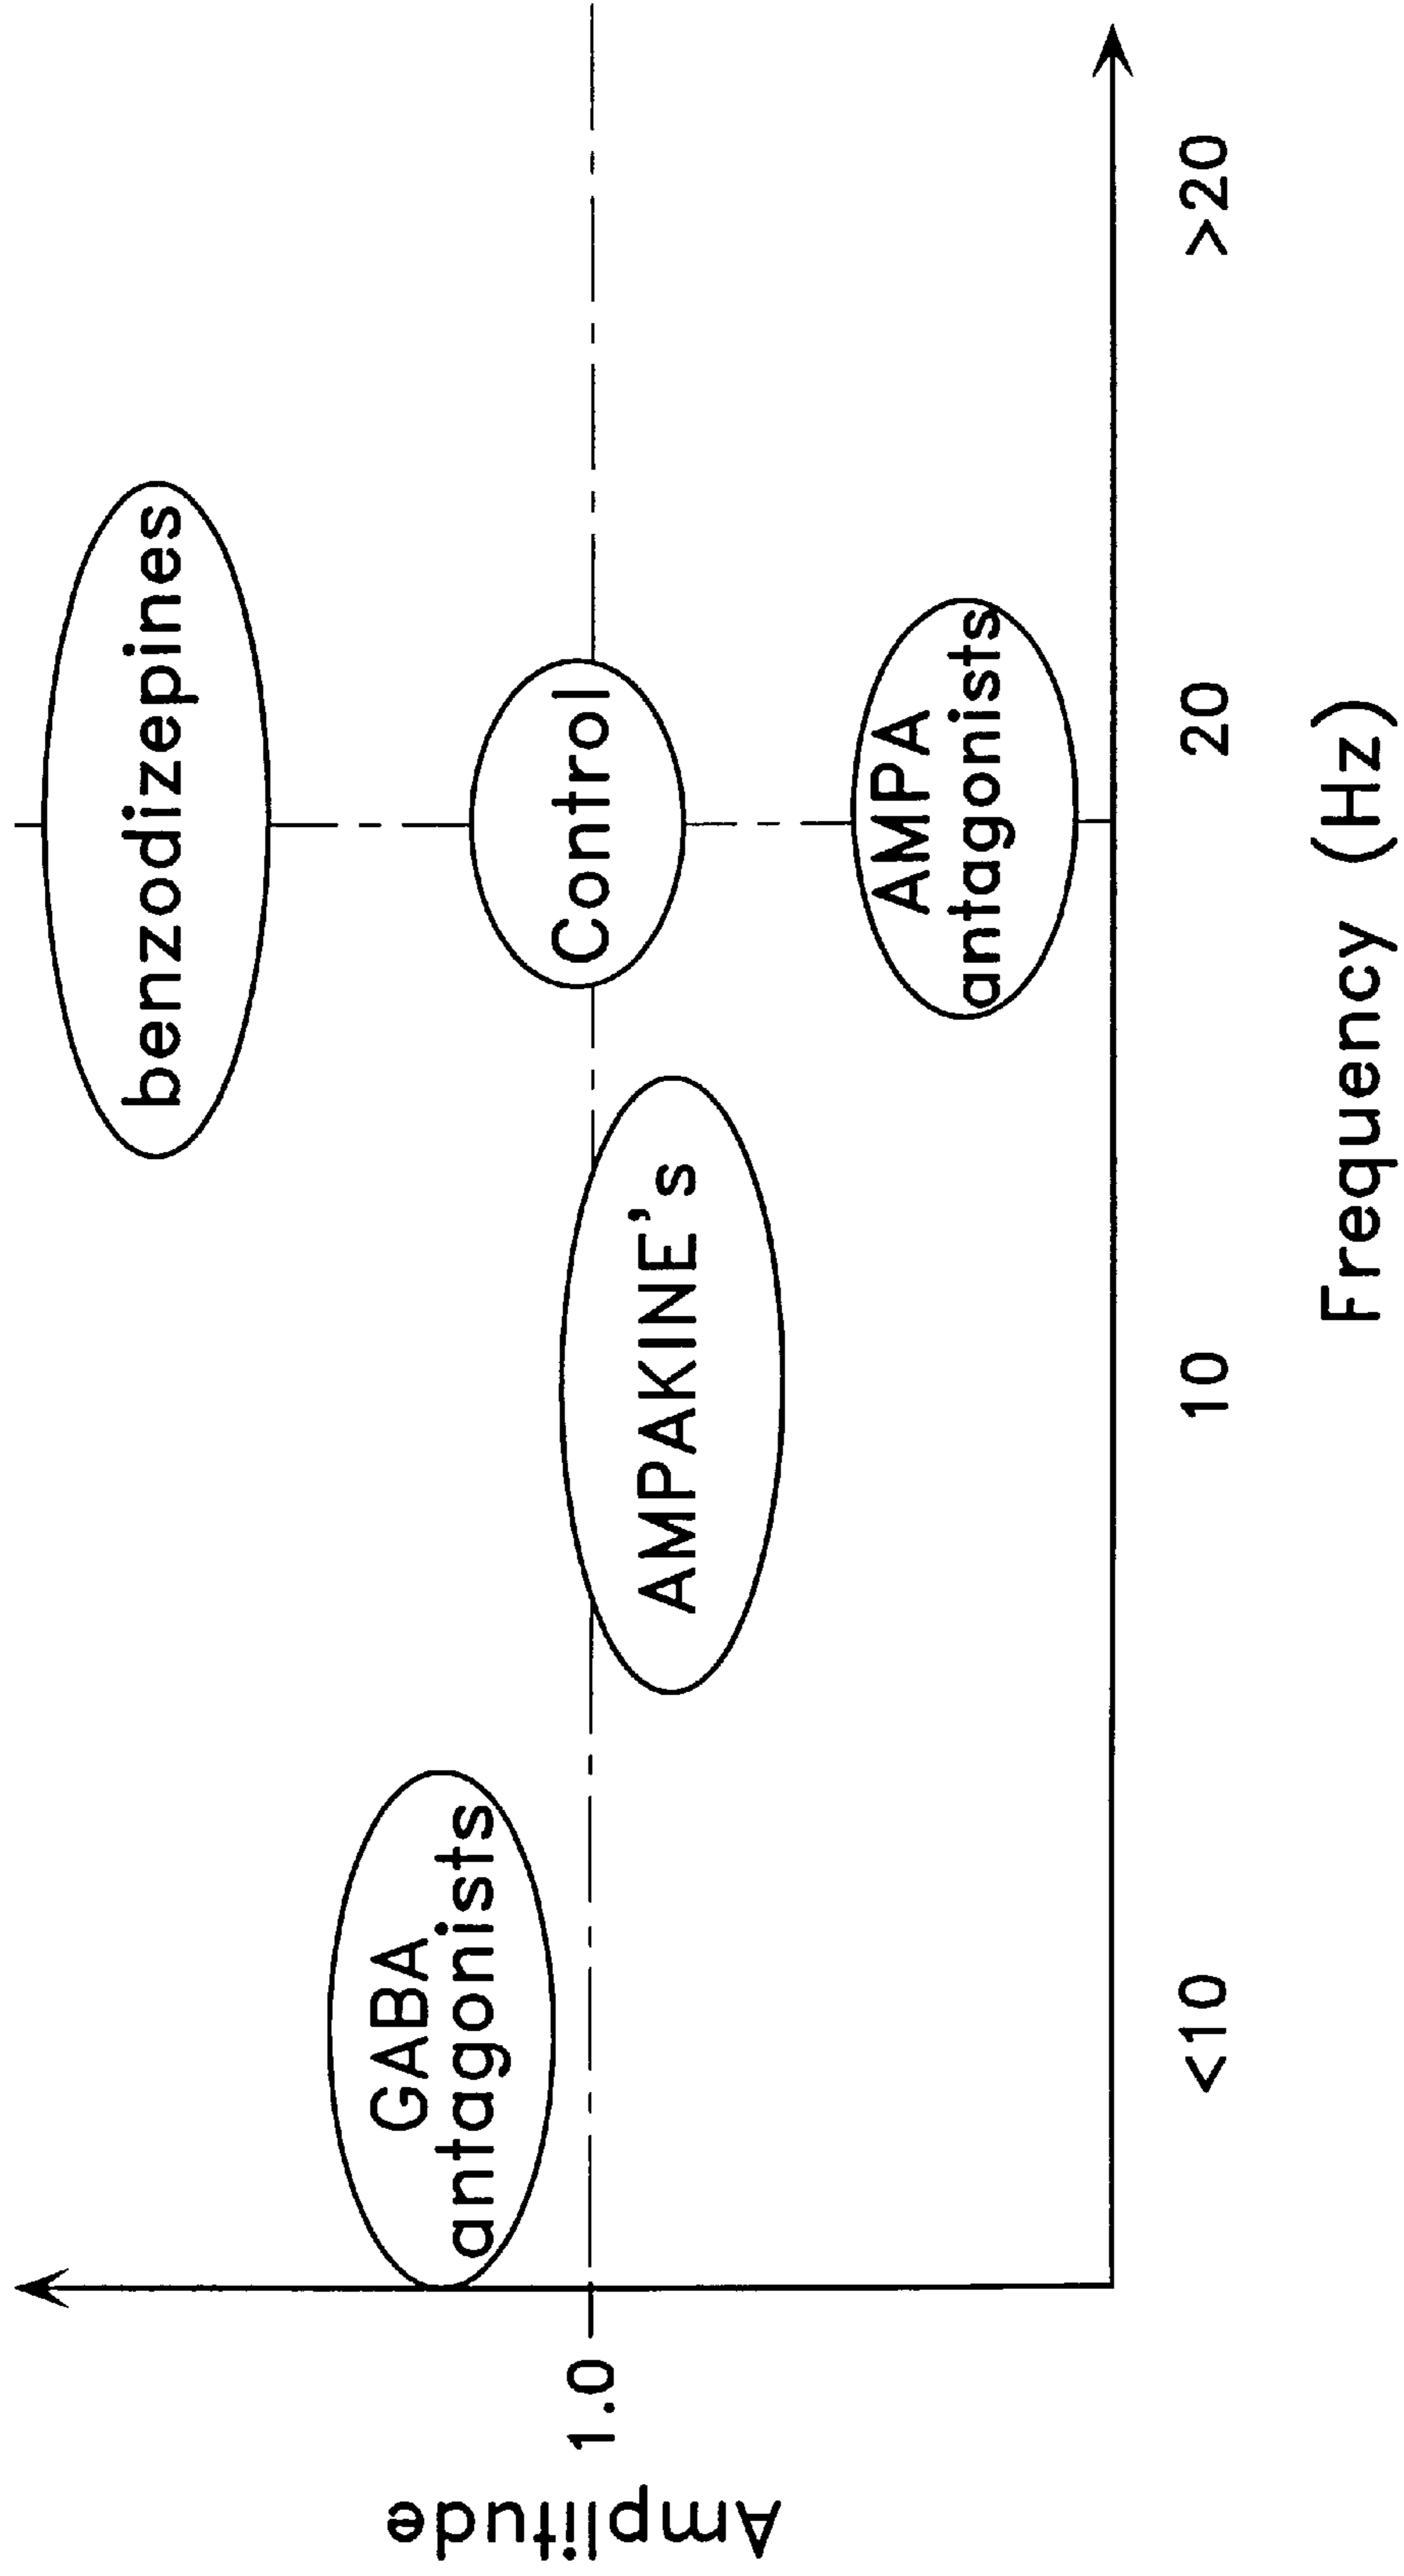 benzodizepines
GABA
antagonists
Control
AMPAKINE's
AMPA
antagonists
Amplitude
1.0
<10
10
20
>20
Frequency (Hz)